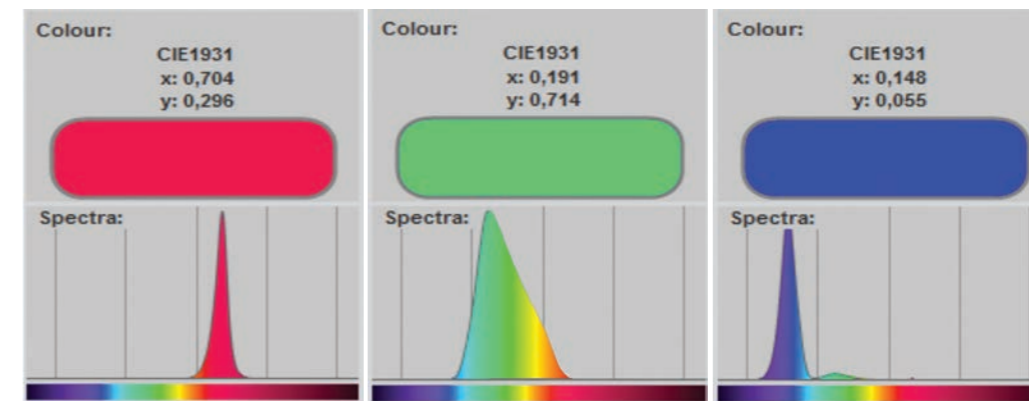 Colour:
CIE1931
x: 0,704
y: 0,296
Spectra:
Colour:
CIE1931
x: 0,191
y: 0,714
Spectra:
Colour:
CIE1931
x: 0,148
y: 0,055
Spectra: